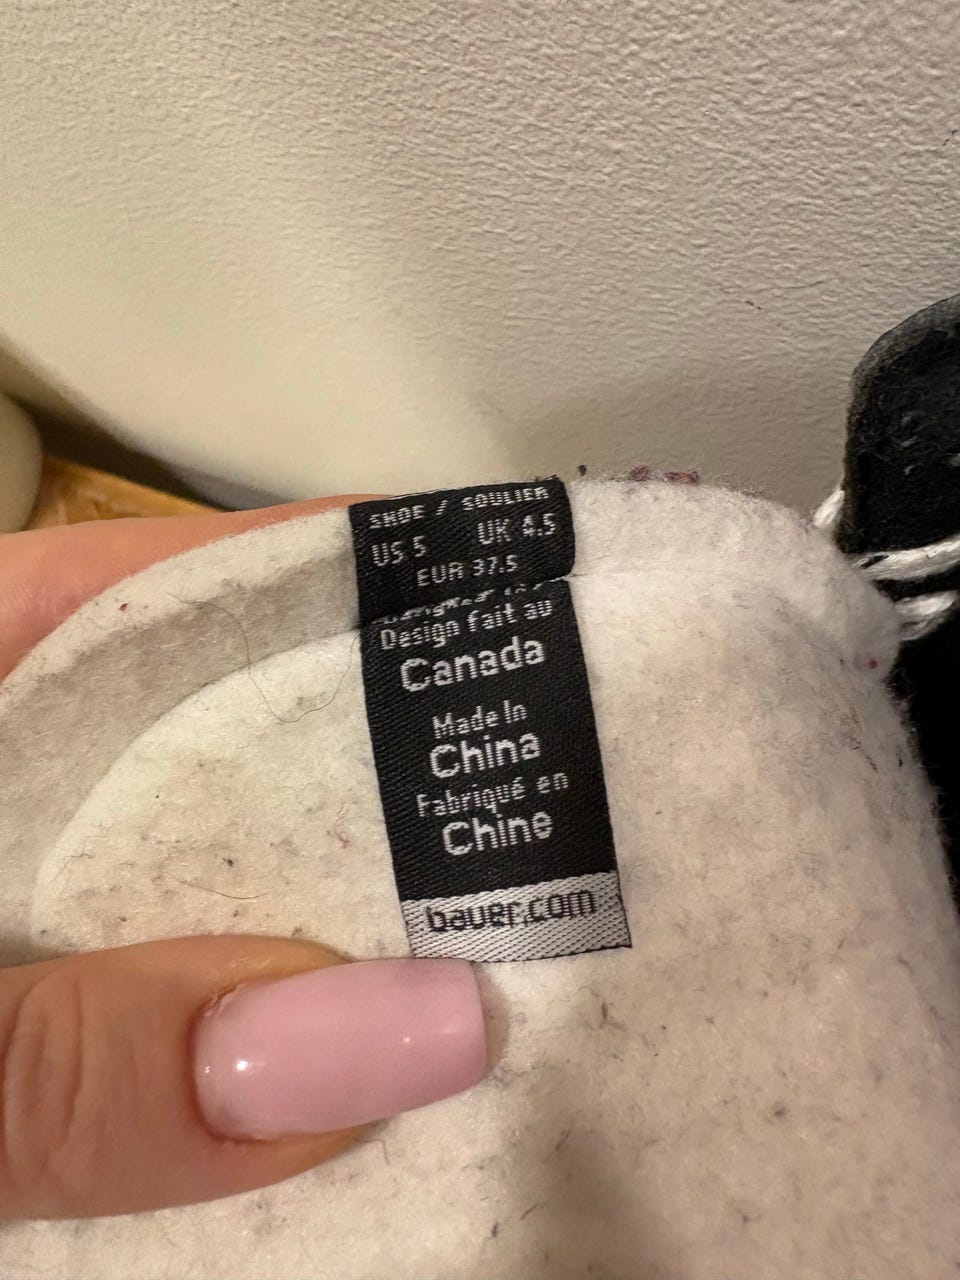 SHOE / SOULIER
US 5 UK 4.5
EUR 37.5
Design fait au
Canada
Made In
China
Fabriqué en
Chine
bauer.com